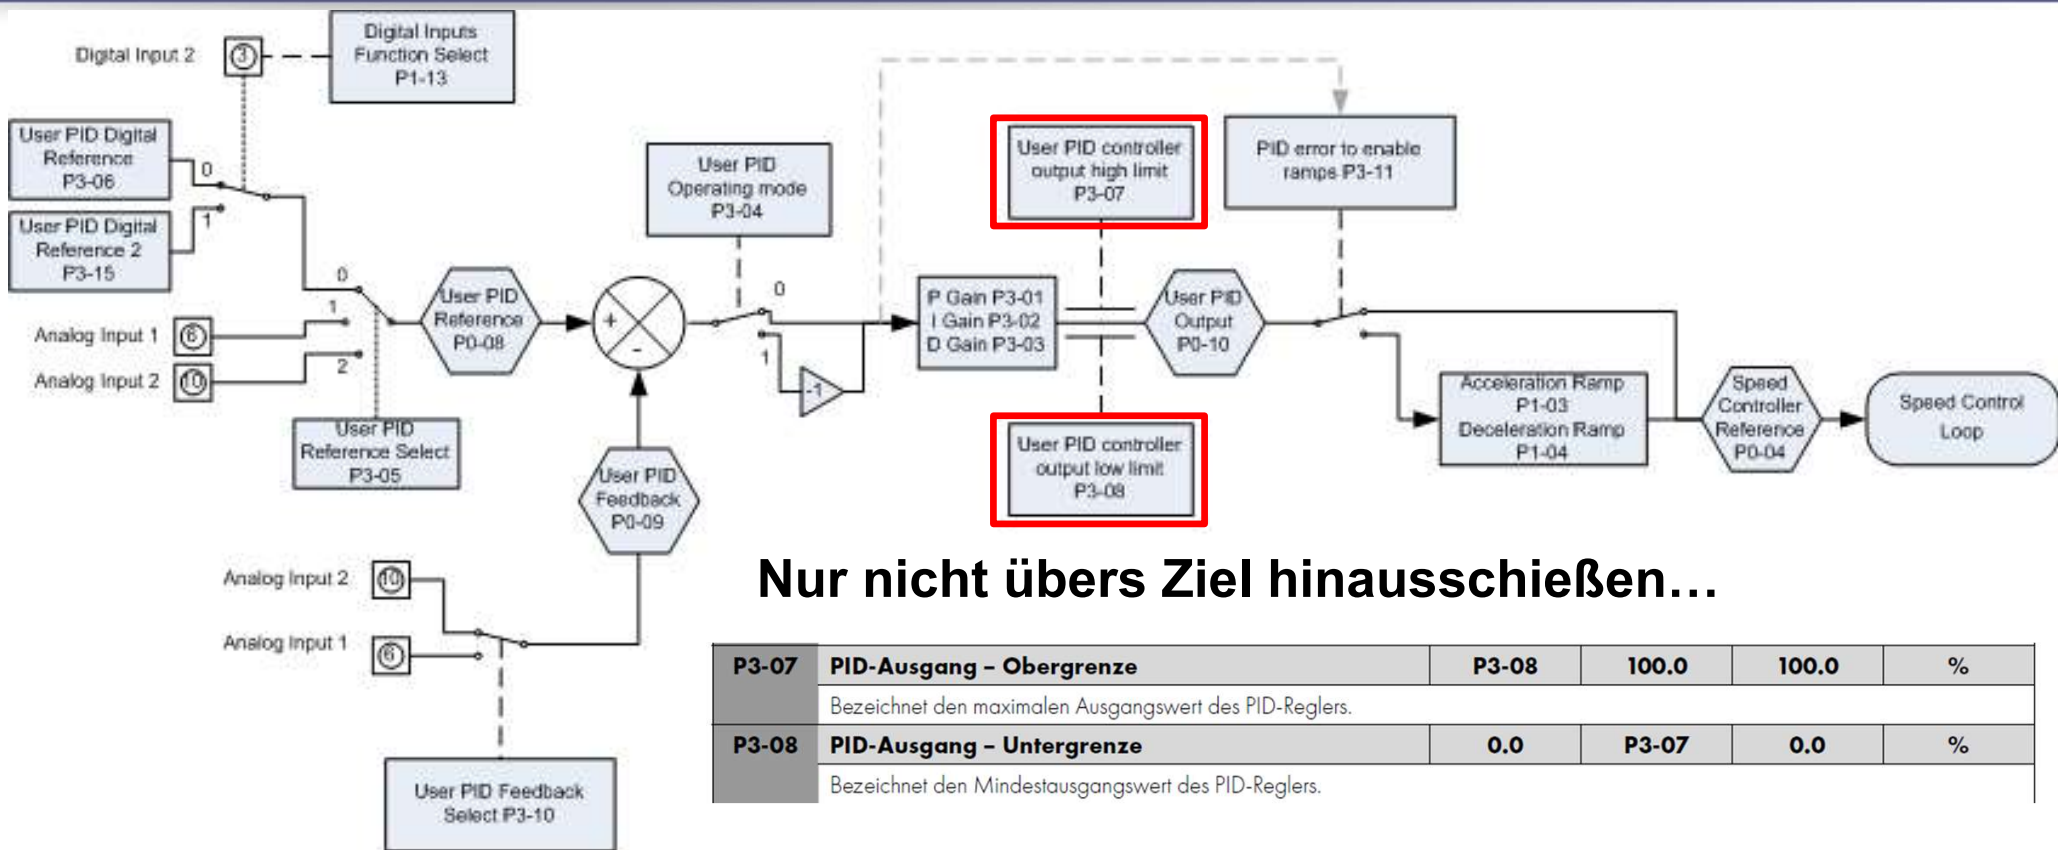 Digital Input 2
3
Digital Inputs
Function Select
P1-13
User PID Digital
Reference
P3-06
0
User PID Digital
Reference 2
P3-15
1
Analog Input 1
6
Analog Input 2
10
0
1
2
User PID
Reference Select
P3-05
User PID
Reference
P0-08
+
-
User PID
Operating mode
P3-04
0
1
-1
User PID
Feedback
P0-09
Analog Input 2
10
Analog Input 1
6
User PID Feedback
Select P3-10
User PID controller
output high limit
P3-07
P Gain P3-01
I Gain P3-02
D Gain P3-03
User PID controller
output low limit
P3-08
User PID
Output
P0-10
PID error to enable
ramps P3-11
Acceleration Ramp
P1-03
Deceleration Ramp
P1-04
Speed
Controller
Reference
P0-04
Speed Control
Loop
Nur nicht übers Ziel hinausschießen…
P3-07 PID-Ausgang – Obergrenze P3-08 100.0 100.0 %
Bezeichnet den maximalen Ausgangswert des PID-Reglers.
P3-08 PID-Ausgang – Untergrenze 0.0 P3-07 0.0 %
Bezeichnet den Mindestausgangswert des PID-Reglers.